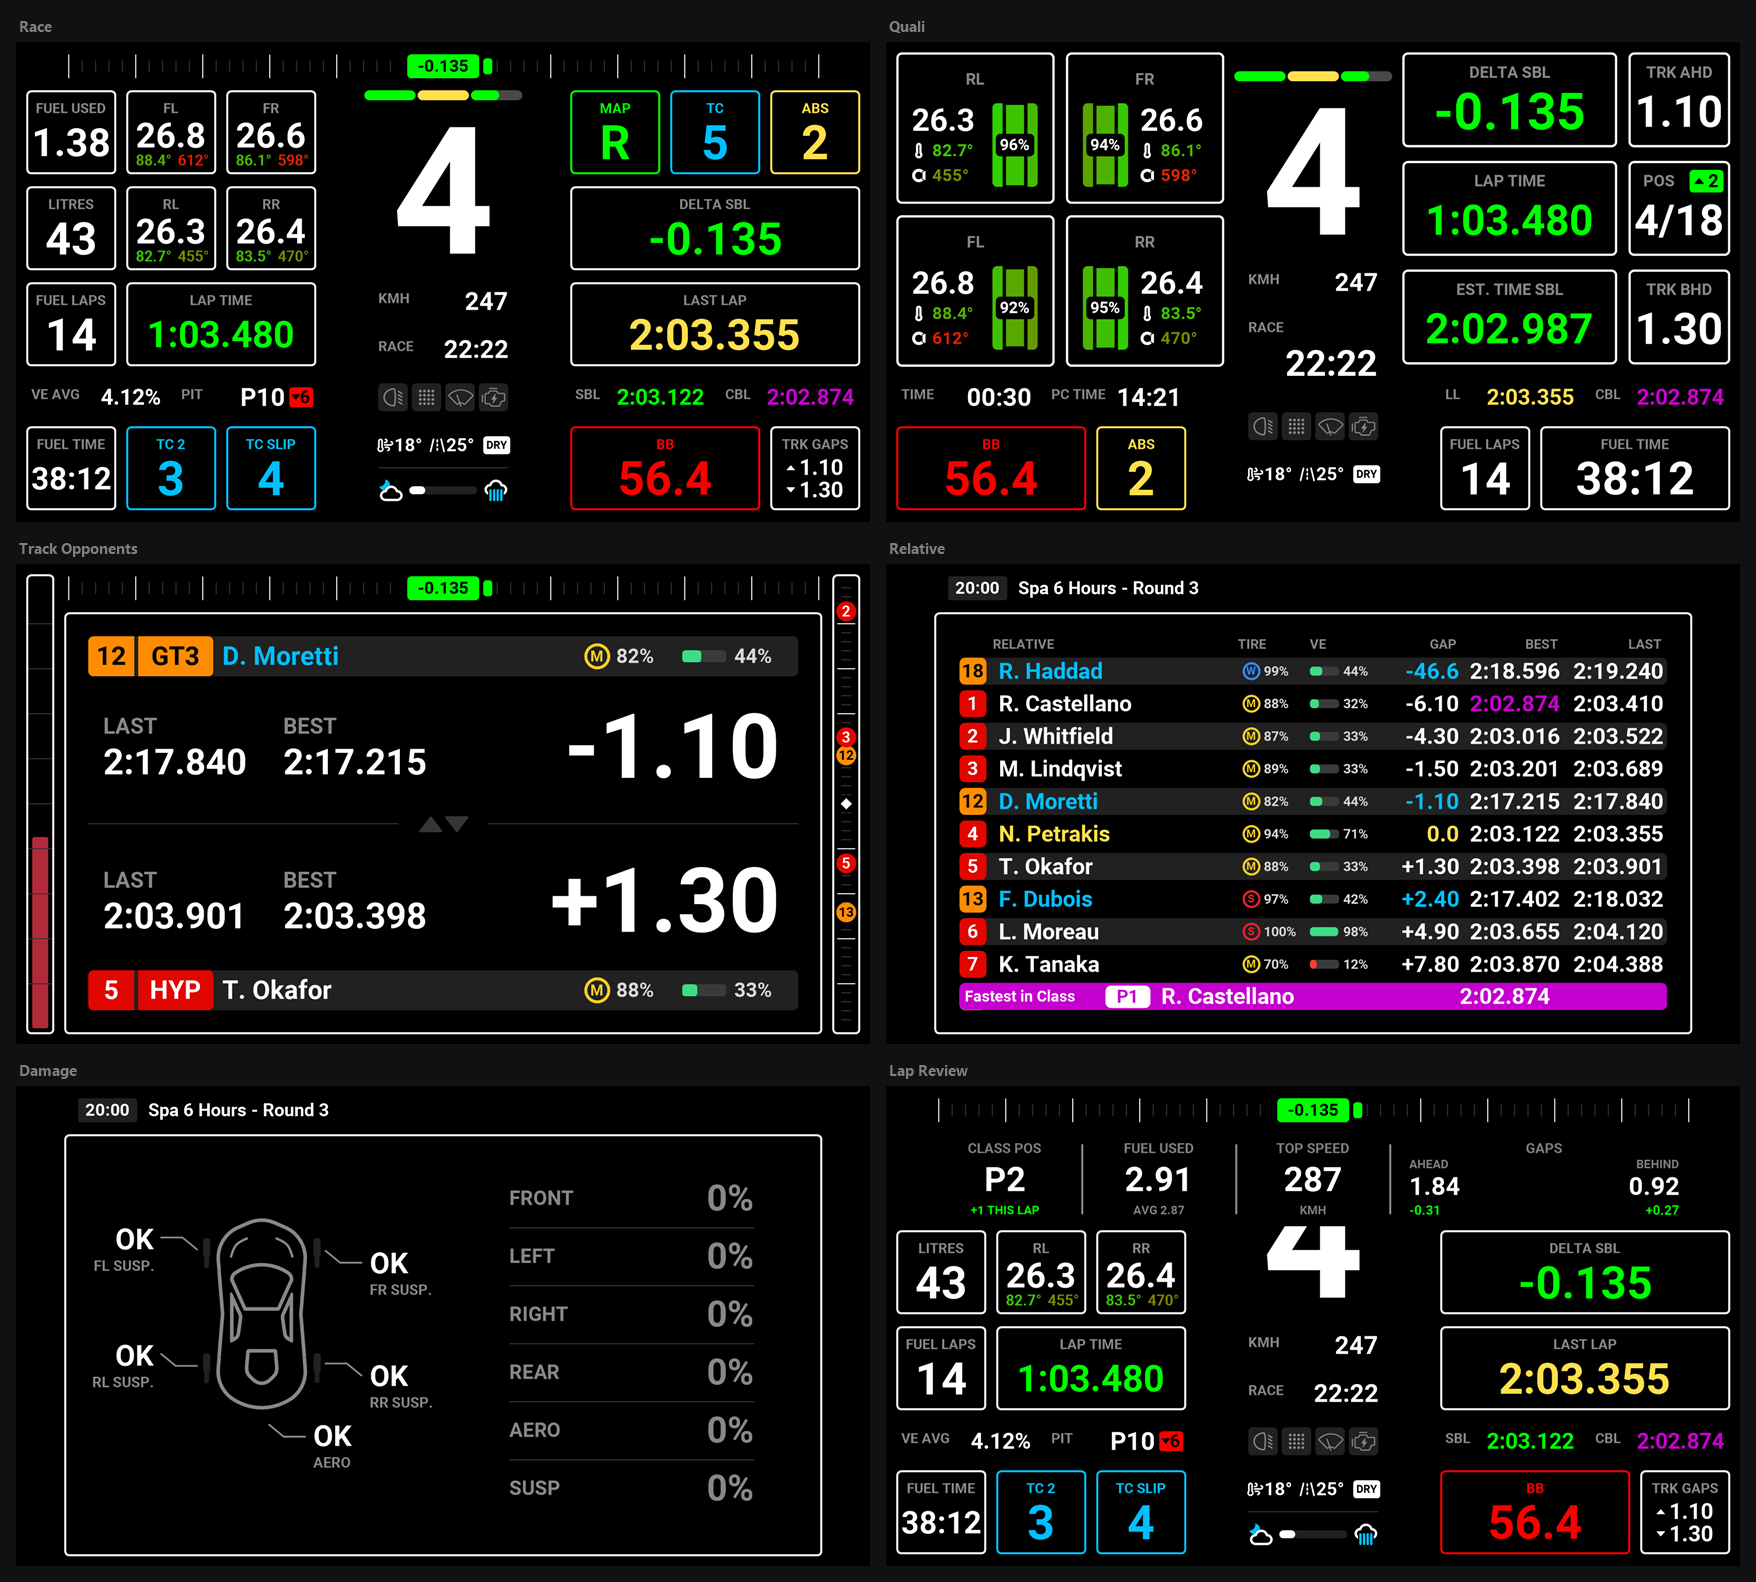 Race
-0.135
FUEL USED
1.38
FL
26.8
88.4° 612°
FR
26.6
86.1° 598°
MAP
R
TC
5
ABS
2
4
LITRES
43
RL
26.3
82.7° 455°
RR
26.4
83.5° 470°
DELTA SBL
-0.135
FUEL LAPS
14
LAP TIME
1:03.480
KMH 247
RACE 22:22
LAST LAP
2:03.355
VE AVG 4.12% PIT P10 6
SBL 2:03.122 CBL 2:02.874
FUEL TIME
38:12
TC 2
3
TC SLIP
4
18° 25° DRY
BB
56.4
TRK GAPS
1.10
1.30
Quali
RL
26.3
82.7°
455°
96%
FR
94%
26.6
86.1°
598°
FL
26.8
88.4°
612°
92%
RR
95%
26.4
83.5°
470°
4
KMH 247
RACE
22:22
DELTA SBL
-0.135
TRK AHD
1.10
LAP TIME
1:03.480
POS 2
4/18
EST. TIME SBL
2:02.987
TRK BHD
1.30
TIME 00:30 PC TIME 14:21
LL 2:03.355 CBL 2:02.874
BB
56.4
ABS
2
18° 25° DRY
FUEL LAPS
14
FUEL TIME
38:12
Track Opponents
-0.135
12 GT3 D. Moretti M 82% 44%
LAST
2:17.840
BEST
2:17.215
-1.10
LAST
2:03.901
BEST
2:03.398
+1.30
5 HYP T. Okafor M 88% 33%
2
3
12
5
13
Relative
20:00 Spa 6 Hours - Round 3
RELATIVE TIRE VE GAP BEST LAST
18 R. Haddad W 99% 44% -46.6 2:18.596 2:19.240
1 R. Castellano M 88% 32% -6.10 2:02.874 2:03.410
2 J. Whitfield M 87% 33% -4.30 2:03.016 2:03.522
3 M. Lindqvist M 89% 33% -1.50 2:03.201 2:03.689
12 D. Moretti M 82% 44% -1.10 2:17.215 2:17.840
4 N. Petrakis M 94% 71% 0.0 2:03.122 2:03.355
5 T. Okafor M 88% 33% +1.30 2:03.398 2:03.901
13 F. Dubois S 97% 42% +2.40 2:17.402 2:18.032
6 L. Moreau S 100% 98% +4.90 2:03.655 2:04.120
7 K. Tanaka M 70% 12% +7.80 2:03.870 2:04.388
Fastest in Class P1 R. Castellano 2:02.874
Damage
20:00 Spa 6 Hours - Round 3
OK
FL SUSP.
OK
FR SUSP.
OK
RL SUSP.
OK
RR SUSP.
OK
AERO
FRONT 0%
LEFT 0%
RIGHT 0%
REAR 0%
AERO 0%
SUSP 0%
Lap Review
-0.135
CLASS POS
P2
+1 THIS LAP
FUEL USED
2.91
AVG 2.87
TOP SPEED
287
KMH
GAPS
AHEAD
1.84
-0.31
BEHIND
0.92
+0.27
LITRES
43
RL
26.3
82.7° 455°
RR
26.4
83.5° 470°
4
DELTA SBL
-0.135
FUEL LAPS
14
LAP TIME
1:03.480
KMH 247
RACE 22:22
LAST LAP
2:03.355
VE AVG 4.12% PIT P10 6
SBL 2:03.122 CBL 2:02.874
FUEL TIME
38:12
TC 2
3
TC SLIP
4
18° 25° DRY
BB
56.4
TRK GAPS
1.10
1.30